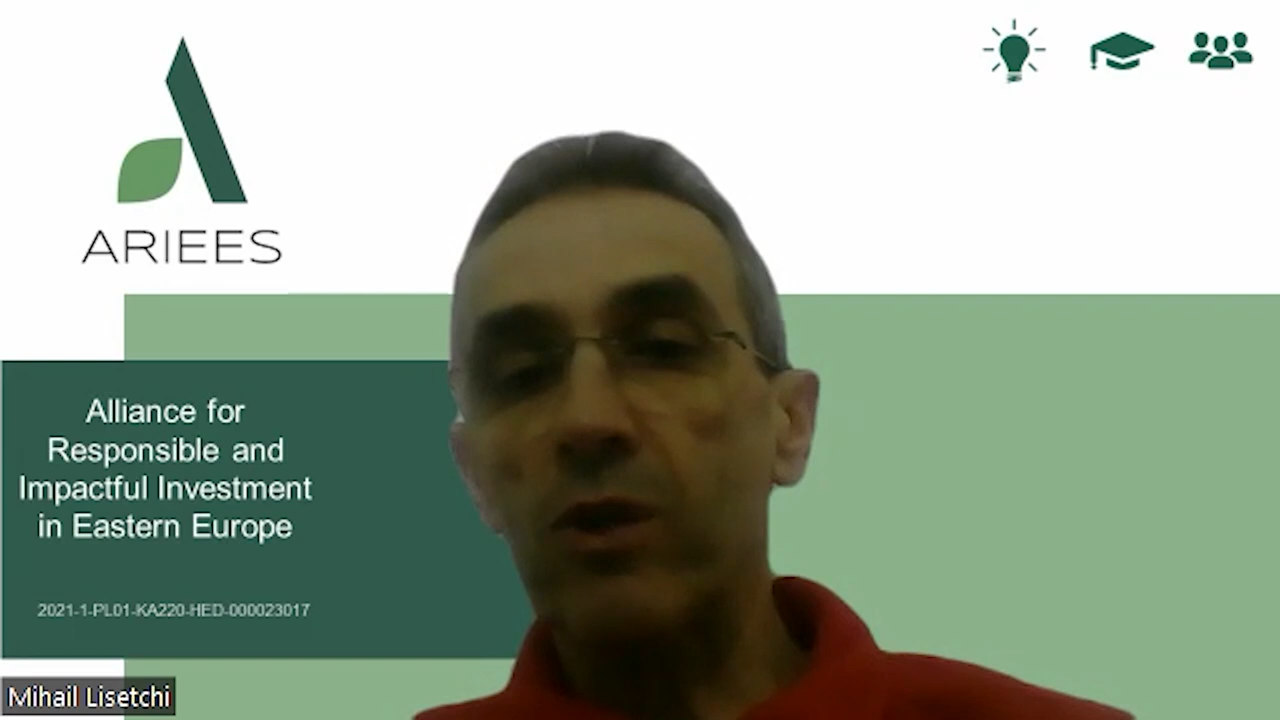 ARIEES
Alliance for
Responsible and
Impactful Investment
in Eastern Europe
2021-1-PL01-KA220-HED-000023017
Mihail Lisetchi